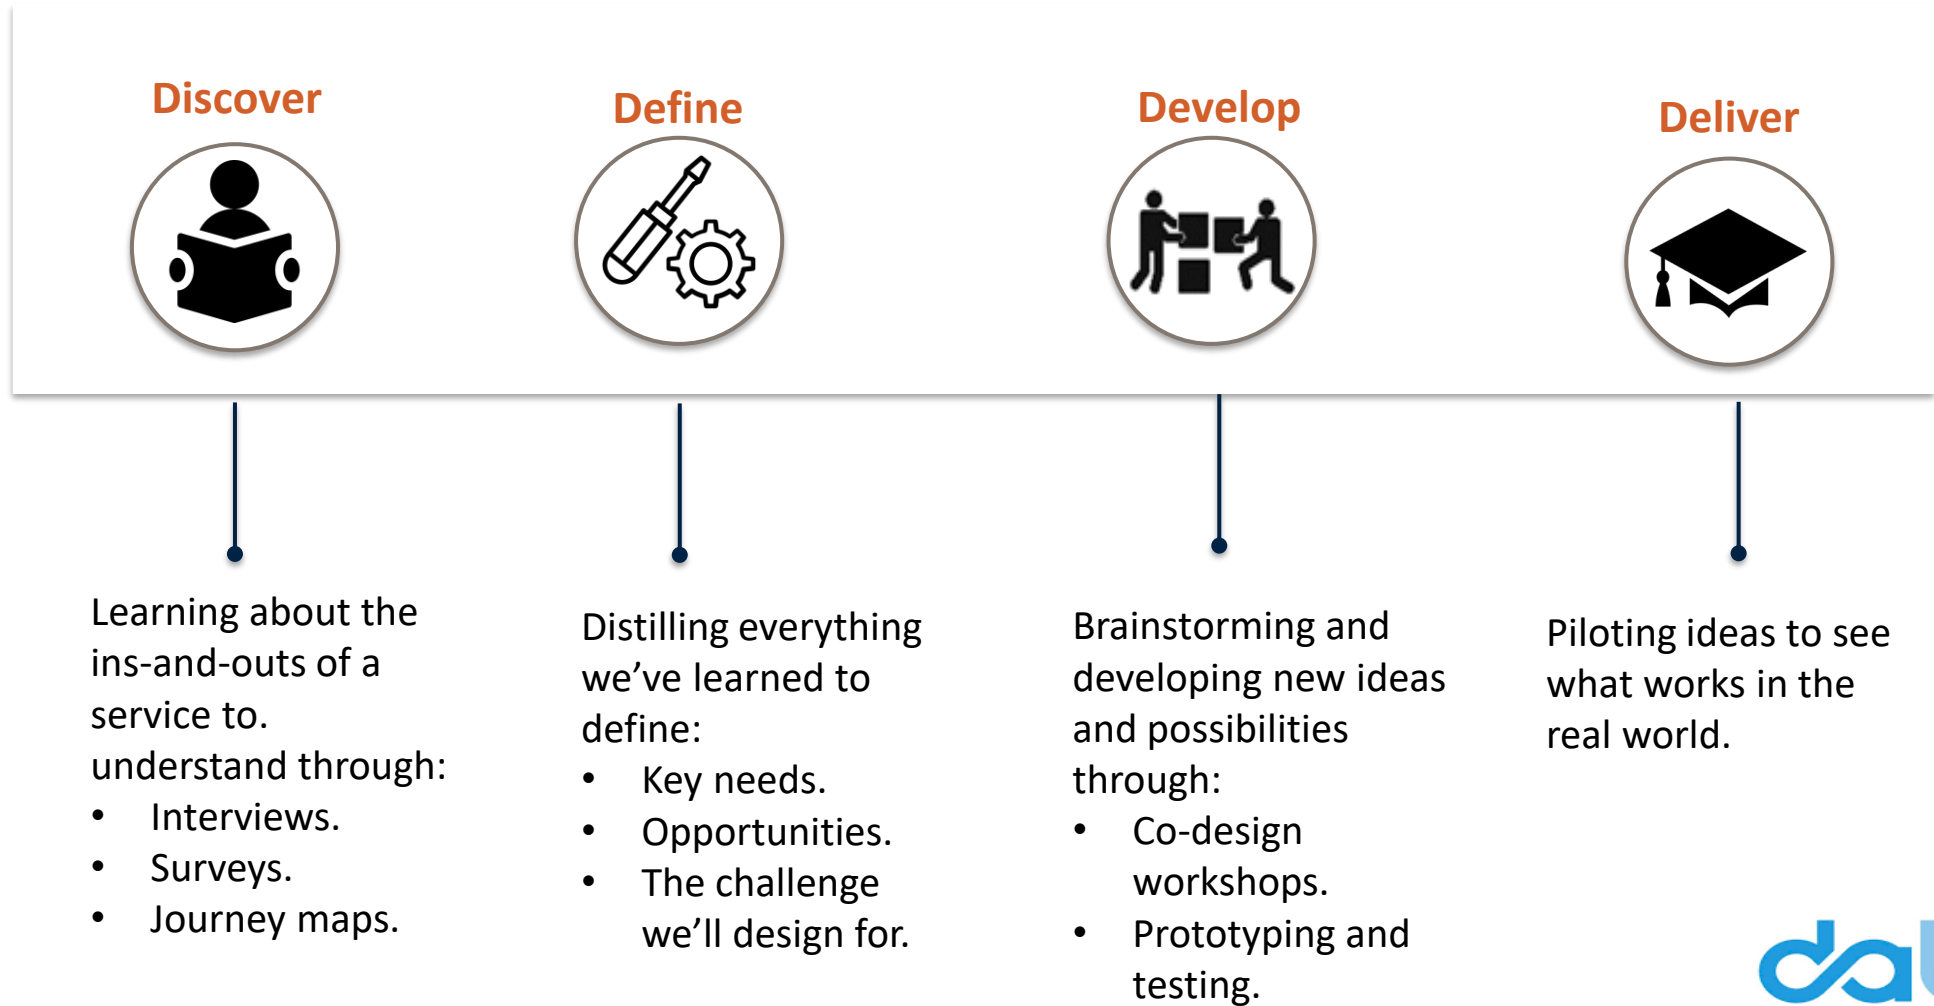 Discover
Define
Develop
Deliver
Learning about the
ins-and-outs of a
service to.
understand through:
• Interviews.
• Surveys.
• Journey maps.
Distilling everything
we’ve learned to
define:
• Key needs.
• Opportunities.
• The challenge
we’ll design for.
Brainstorming and
developing new ideas
and possibilities
through:
• Co-design
workshops.
• Prototyping and
testing.
Piloting ideas to see
what works in the
real world.